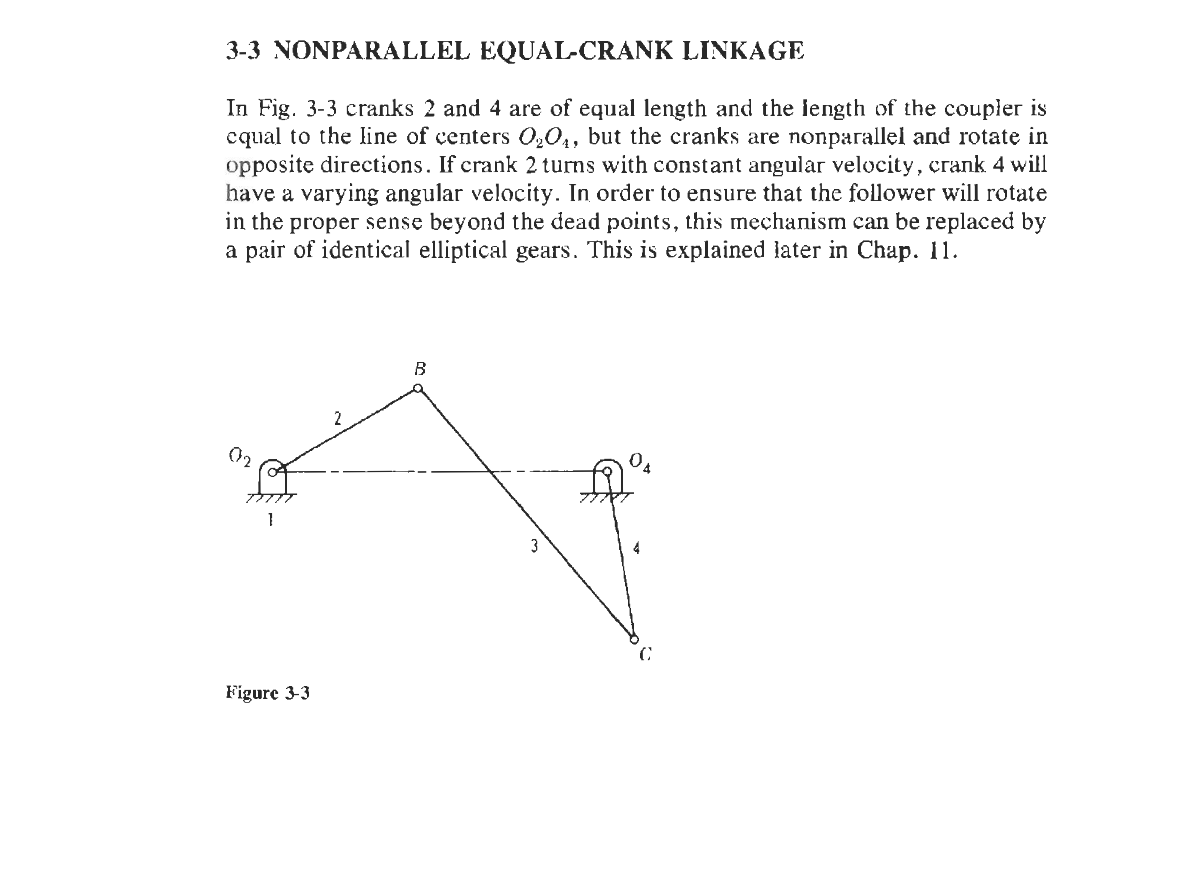 3-3 NONPARALLEL EQUAL-CRANK LINKAGE
In Fig. 3-3 cranks 2 and 4 are of equal length and the length of the coupler is
equal to the line of centers O₂O₄, but the cranks are nonparallel and rotate in
opposite directions. If crank 2 turns with constant angular velocity, crank 4 will
have a varying angular velocity. In order to ensure that the follower will rotate
in the proper sense beyond the dead points, this mechanism can be replaced by
a pair of identical elliptical gears. This is explained later in Chap. 11.
B
2
O₂
O₄
1
3
4
C
Figure 3-3